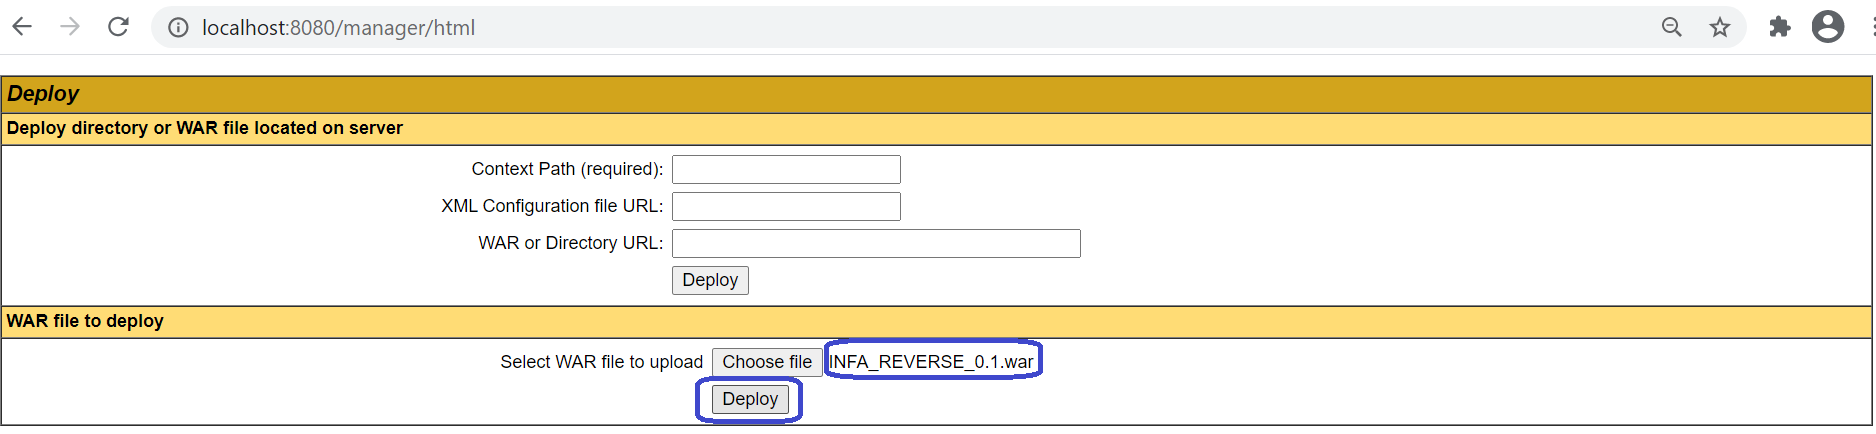 localhost:8080/manager/html
Deploy
Deploy directory or WAR file located on server
Context Path (required):
XML Configuration file URL:
WAR or Directory URL:
Deploy
WAR file to deploy
Select WAR file to upload Choose file INFA_REVERSE_0.1.war
Deploy